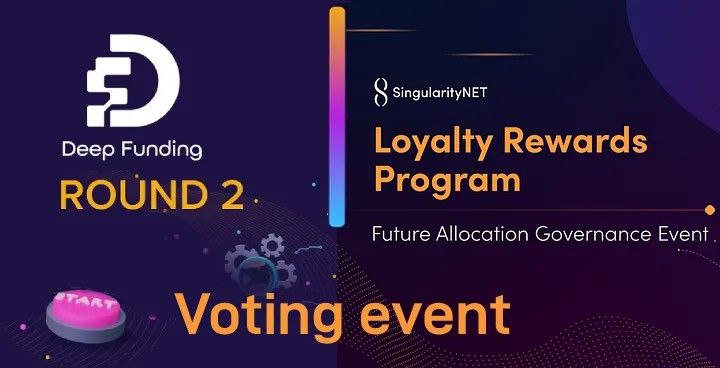 Deep Funding
ROUND 2
START
SingularityNET
Loyalty Rewards
Program
Future Allocation Governance Event
Voting event